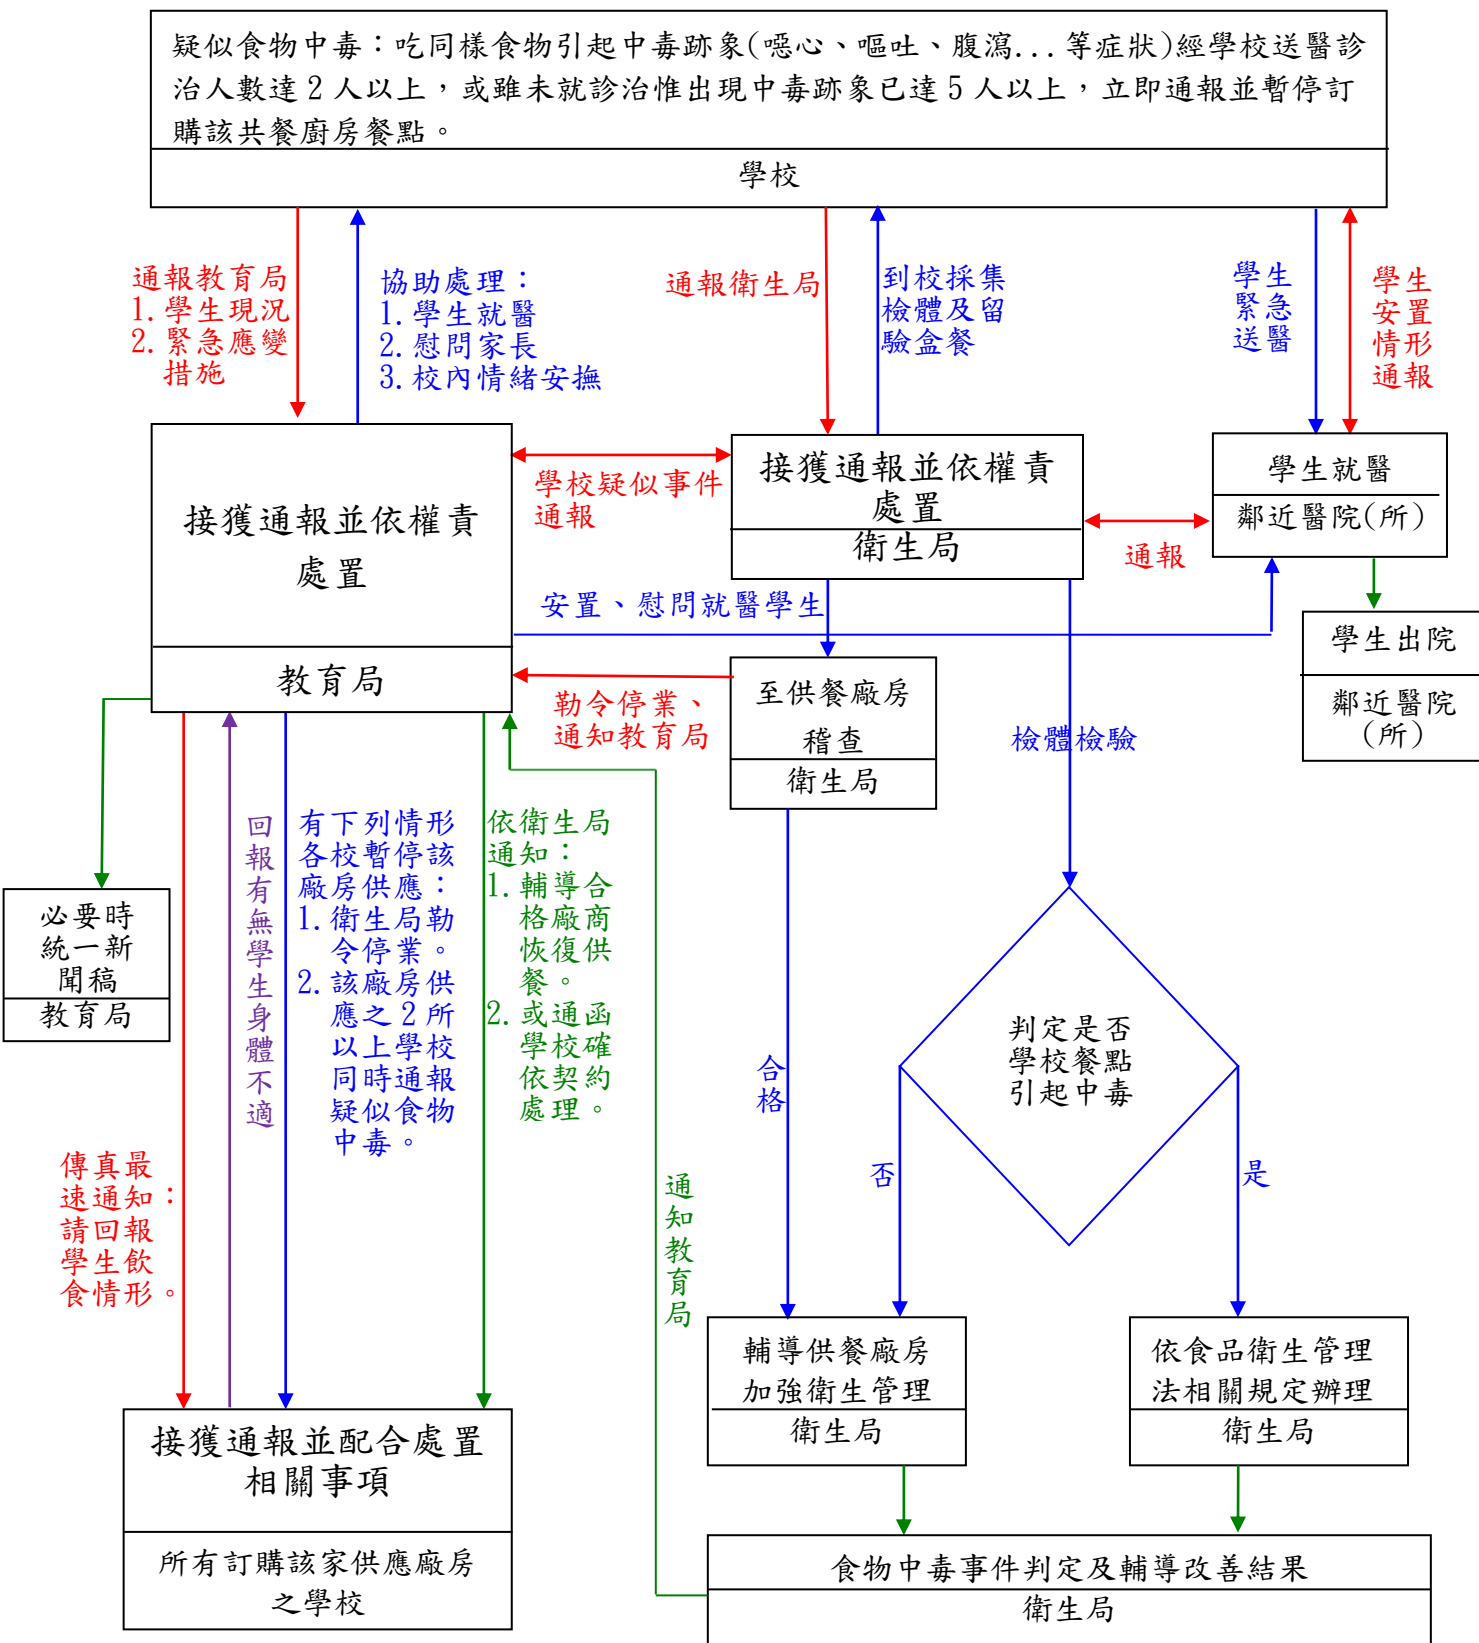 疑似食物中毒：吃同樣食物引起中毒跡象(噁心、嘔吐、腹瀉...等症狀)經學校送醫診
治人數達2人以上，或雖未就診治惟出現中毒跡象已達5人以上，立即通報並暫停訂
購該共餐廚房餐點。
學校
通報教育局
1.學生現況
2.緊急應變
措施
協助處理：
1.學生就醫
2.慰問家長
3.校內情緒安撫
通報衛生局
到校採集
檢體及留
驗盒餐
學生
緊急
送醫
學生
安置
情形
通報
接獲通報並依權責
處置
教育局
學校疑似事件
通報
接獲通報並依權責
處置
衛生局
通報
學生就醫
鄰近醫院(所)
安置、慰問就醫學生
學生出院
鄰近醫院
(所)
勒令停業、
通知教育局
至供餐廠房
稽查
衛生局
檢體檢驗
必要時
統一新
聞稿
教育局
回報有無學生身體不適
有下列情形
各校暫停該
廠房供應：
1.衛生局勒
令停業。
2.該廠房供
應之2所
以上學校
同時通報
疑似食物
中毒。
依衛生局
通知：
1.輔導合
格廠商
恢復供
餐。
2.或通函
學校確
依契約
處理。
傳真最
速通知：
請回報
學生飲
食情形。
通知教育局
合格
判定是否
學校餐點
引起中毒
否
是
輔導供餐廠房
加強衛生管理
衛生局
依食品衛生管理
法相關規定辦理
衛生局
接獲通報並配合處置
相關事項
所有訂購該家供應廠房
之學校
食物中毒事件判定及輔導改善結果
衛生局